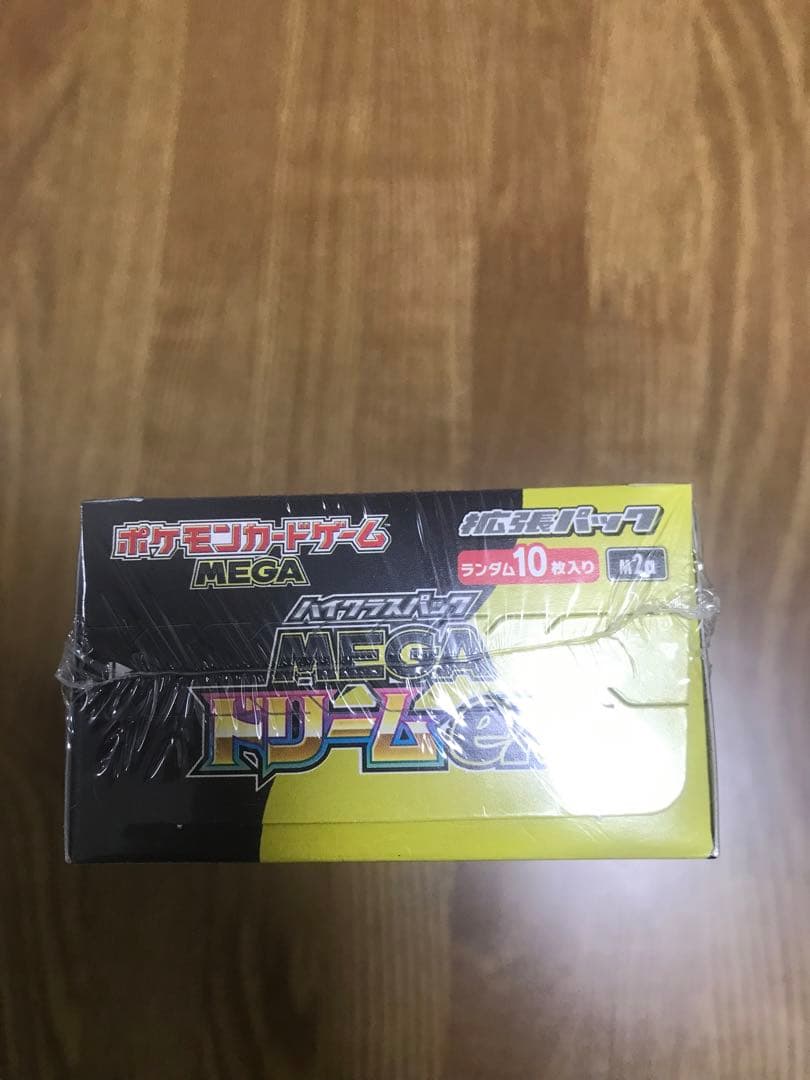 ポケモンカードゲーム
MEGA
拡張パック
ランダム10枚入り
M2a
ハイクラスパック
MEGA
ドリームex